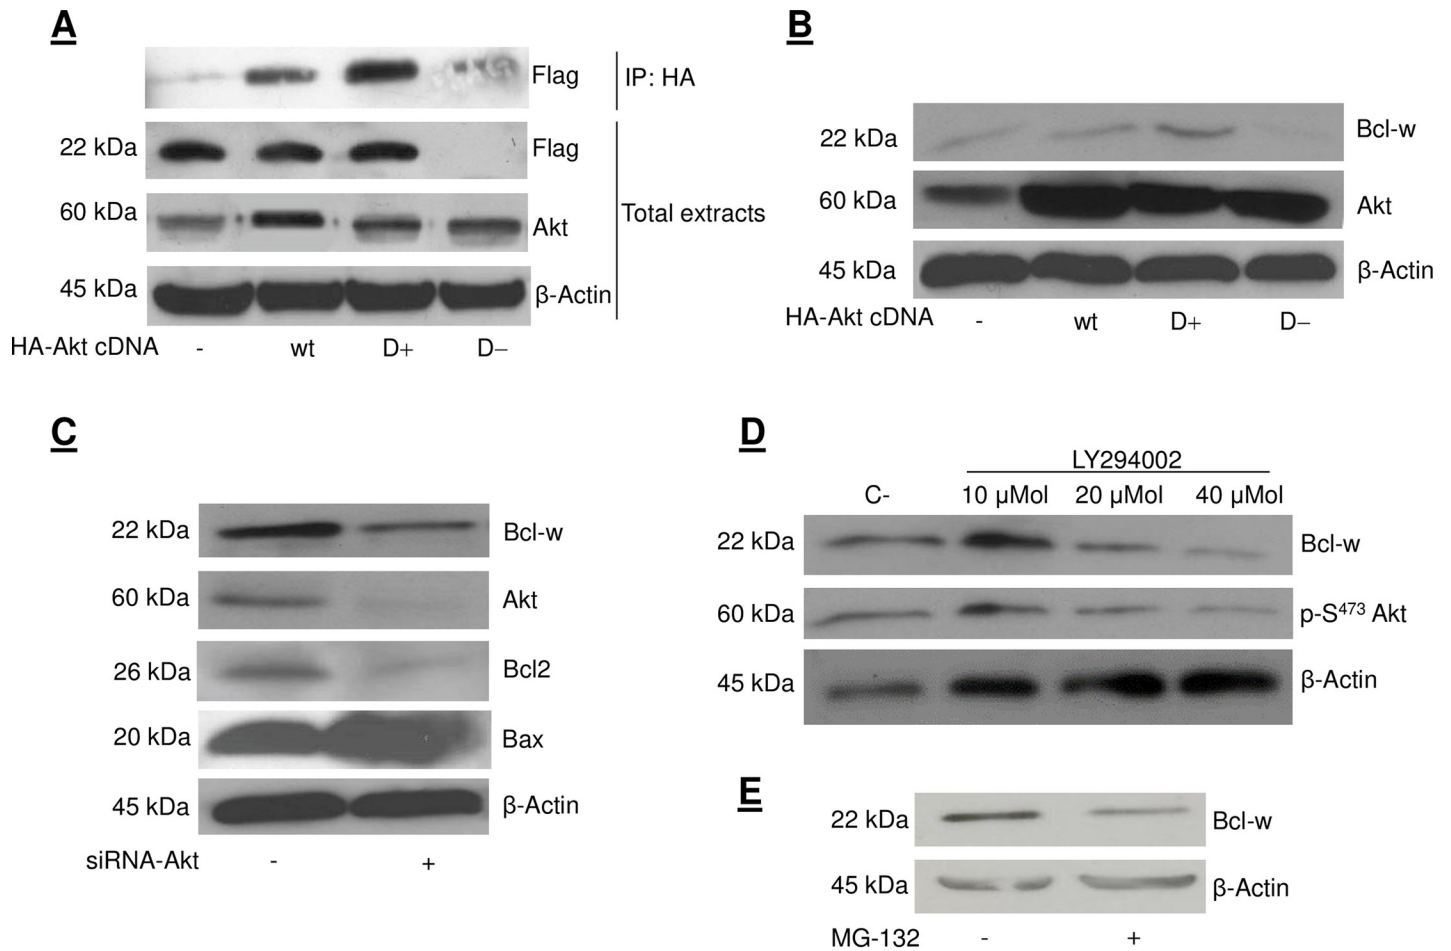 A
Flag
IP: HA
22 kDa
Flag
60 kDa
Akt
Total extracts
45 kDa
β-Actin
HA-Akt cDNA - wt D+ D−
B
22 kDa
Bcl-w
60 kDa
Akt
45 kDa
β-Actin
HA-Akt cDNA - wt D+ D−
C
22 kDa
Bcl-w
60 kDa
Akt
26 kDa
Bcl2
20 kDa
Bax
45 kDa
β-Actin
siRNA-Akt - +
D
LY294002
C- 10 µMol 20 µMol 40 µMol
22 kDa
Bcl-w
60 kDa
p-S⁴⁷³ Akt
45 kDa
β-Actin
E
22 kDa
Bcl-w
45 kDa
β-Actin
MG-132 - +